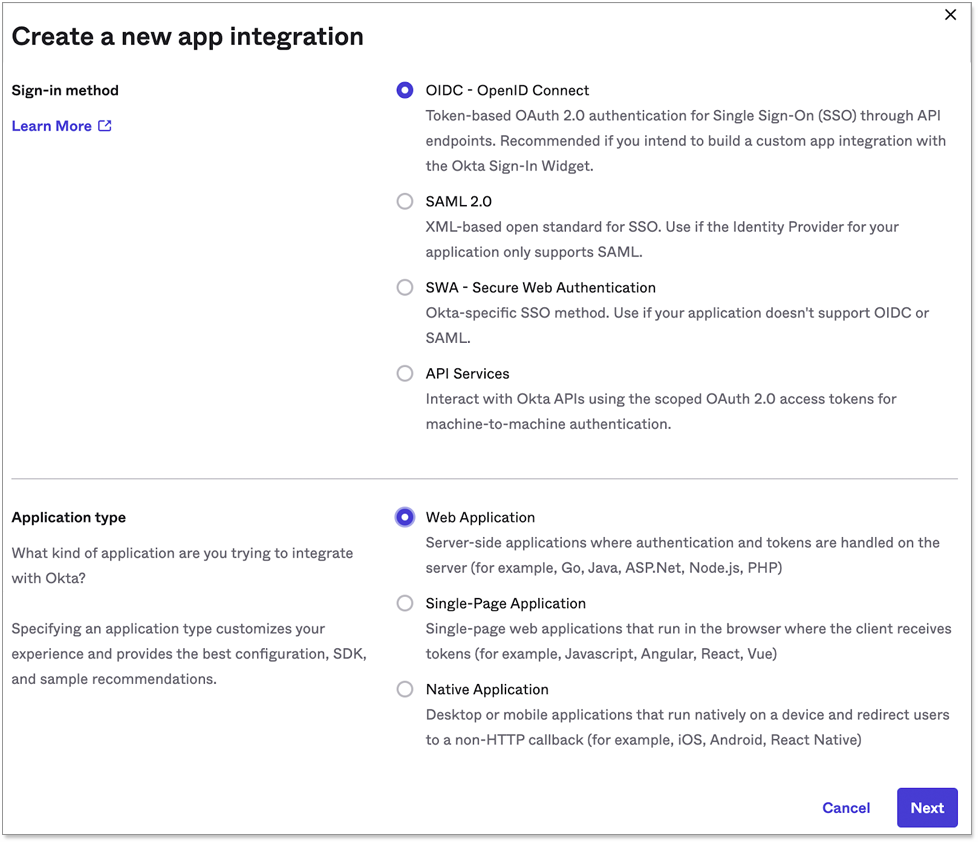 Create a new app integration
Sign-in method
Learn More
OIDC - OpenID Connect
Token-based OAuth 2.0 authentication for Single Sign-On (SSO) through API
endpoints. Recommended if you intend to build a custom app integration with
the Okta Sign-In Widget.
SAML 2.0
XML-based open standard for SSO. Use if the Identity Provider for your
application only supports SAML.
SWA - Secure Web Authentication
Okta-specific SSO method. Use if your application doesn't support OIDC or
SAML.
API Services
Interact with Okta APIs using the scoped OAuth 2.0 access tokens for
machine-to-machine authentication.
Application type
What kind of application are you trying to integrate
with Okta?
Specifying an application type customizes your
experience and provides the best configuration, SDK,
and sample recommendations.
Web Application
Server-side applications where authentication and tokens are handled on the
server (for example, Go, Java, ASP.Net, Node.js, PHP)
Single-Page Application
Single-page web applications that run in the browser where the client receives
tokens (for example, Javascript, Angular, React, Vue)
Native Application
Desktop or mobile applications that run natively on a device and redirect users
to a non-HTTP callback (for example, iOS, Android, React Native)
Cancel
Next